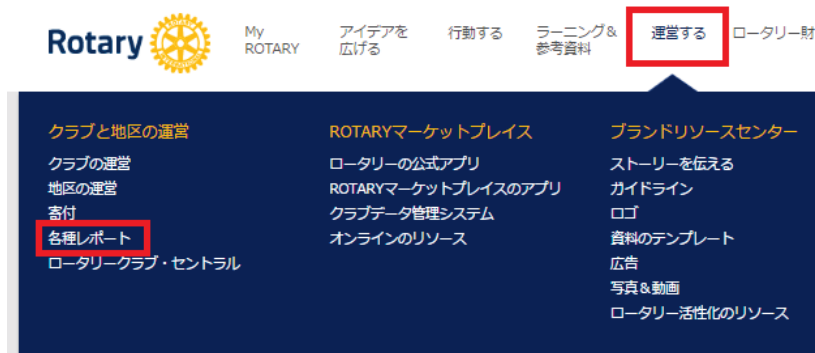 Rotary
My
ROTARY
アイデアを
広げる
行動する
ラーニング&
参考資料
運営する
ロータリー財
クラブと地区の運営
クラブの運営
地区の運営
寄付
各種レポート
ロータリークラブ・セントラル
ROTARYマーケットプレイス
ロータリーの公式アプリ
ROTARYマーケットプレイスのアプリ
クラブデータ管理システム
オンラインのリソース
ブランドリソースセンター
ストーリーを伝える
ガイドライン
ロゴ
資料のテンプレート
広告
写真&動画
ロータリー活性化のリソース